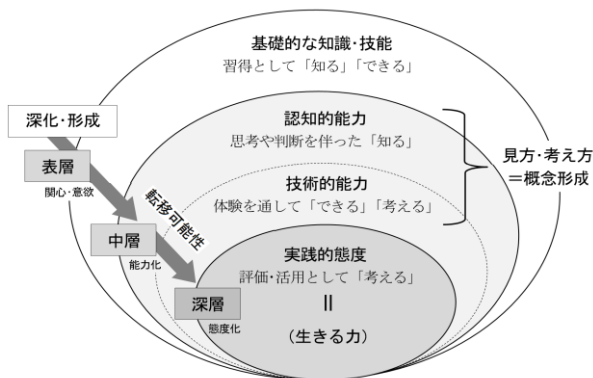 基礎的な知識・技能
習得として「知る」「できる」
認知的能力
思考や判断を伴った「知る」
技術的能力
体験を通して「できる」「考える」
実践的態度
評価・活用として「考える」
＝
（生きる力）
見方・考え方
＝概念形成
深化・形成
表層
関心・意欲
転移可能性
中層
能力化
深層
態度化